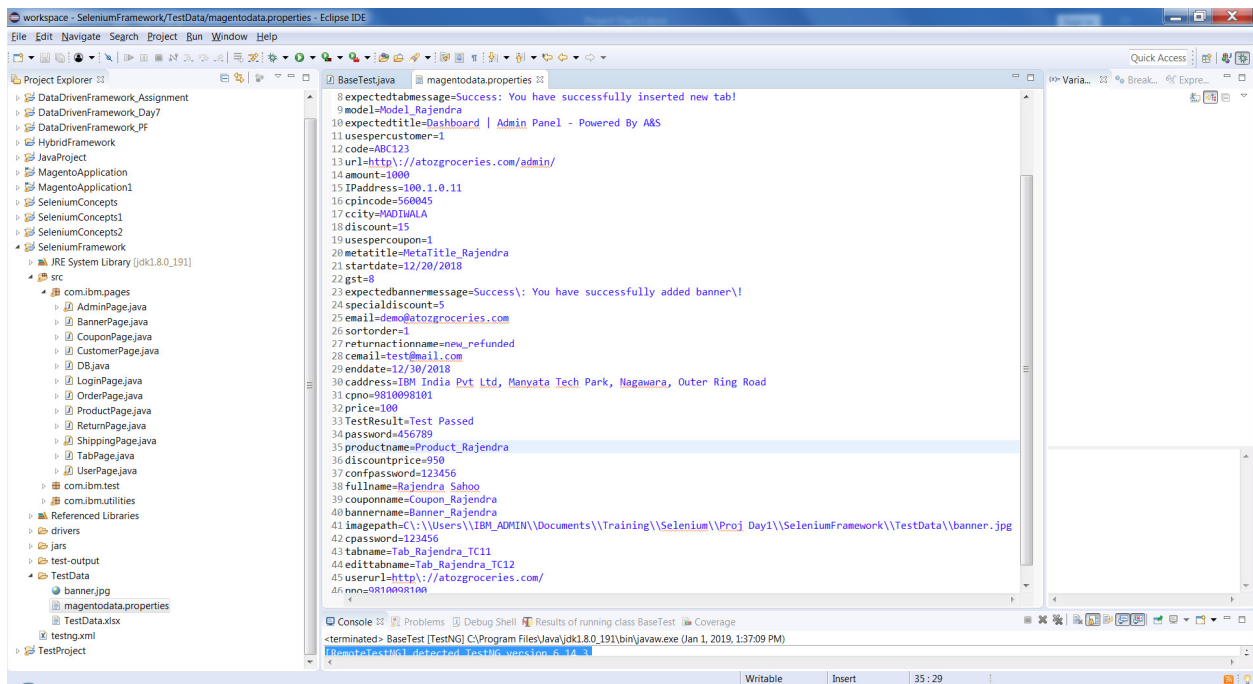 workspace - SeleniumFramework/TestData/magentodata.properties - Eclipse IDE
File Edit Navigate Search Project Run Window Help
Quick Access
Project Explorer
BaseTest.java
magentodata.properties
Varia...
Break...
Expre...
DataDrivenFramework_Assignment
DataDrivenFramework_Day7
DataDrivenFramework_PF
HybridFramework
JavaProject
MagentoApplication
MagentoApplication1
SeleniumConcepts
SeleniumConcepts1
SeleniumConcepts2
SeleniumFramework
JRE System Library [jdk1.8.0_191]
src
com.ibm.pages
AdminPage.java
BannerPage.java
CouponPage.java
CustomerPage.java
DB.java
LoginPage.java
OrderPage.java
ProductPage.java
ReturnPage.java
ShippingPage.java
TabPage.java
UserPage.java
com.ibm.test
com.ibm.utilities
Referenced Libraries
drivers
jars
test-output
TestData
banner.jpg
magentodata.properties
TestData.xlsx
testng.xml
TestProject
8 expectedtabmessage=Success: You have successfully inserted new tab!
9 model=Model_Rajendra
10 expectedtitle=Dashboard | Admin Panel - Powered By A&S
11 usespercustomer=1
12 code=ABC123
13 url=http\://atozgroceries.com/admin/
14 amount=1000
15 IPaddress=100.1.0.11
16 cpincode=560045
17 ccity=MADIWALA
18 discount=15
19 usespercoupon=1
20 metatitle=MetaTitle_Rajendra
21 startdate=12/20/2018
22 gst=8
23 expectedbannermessage=Success\: You have successfully added banner\!
24 specialdiscount=5
25 email=demo@atozgroceries.com
26 sortorder=1
27 returnactionname=new_refunded
28 cemail=test@mail.com
29 enddate=12/30/2018
30 caddress=IBM India Pvt Ltd, Manyata Tech Park, Nagawara, Outer Ring Road
31 cpno=9810098101
32 price=100
33 TestResult=Test Passed
34 password=456789
35 productname=Product_Rajendra
36 discountprice=950
37 confpassword=123456
38 fullname=Rajendra Sahoo
39 couponname=Coupon_Rajendra
40 bannername=Banner_Rajendra
41 imagepath=C\:\\Users\\IBM_ADMIN\\Documents\\Training\\Selenium\\Proj Day1\\SeleniumFramework\\TestData\\banner.jpg
42 cpassword=123456
43 tabname=Tab_Rajendra_TC11
44 edittabname=Tab_Rajendra_TC12
45 userurl=http\://atozgroceries.com/
46 pno=9810098100
Console Problems Debug Shell Results of running class BaseTest Coverage
<terminated> BaseTest [TestNG] C:\Program Files\Java\jdk1.8.0_191\bin\javaw.exe (Jan 1, 2019, 1:37:09 PM)
[RemoteTestNG] detected TestNG version 6.14.3
Writable Insert 35 : 29